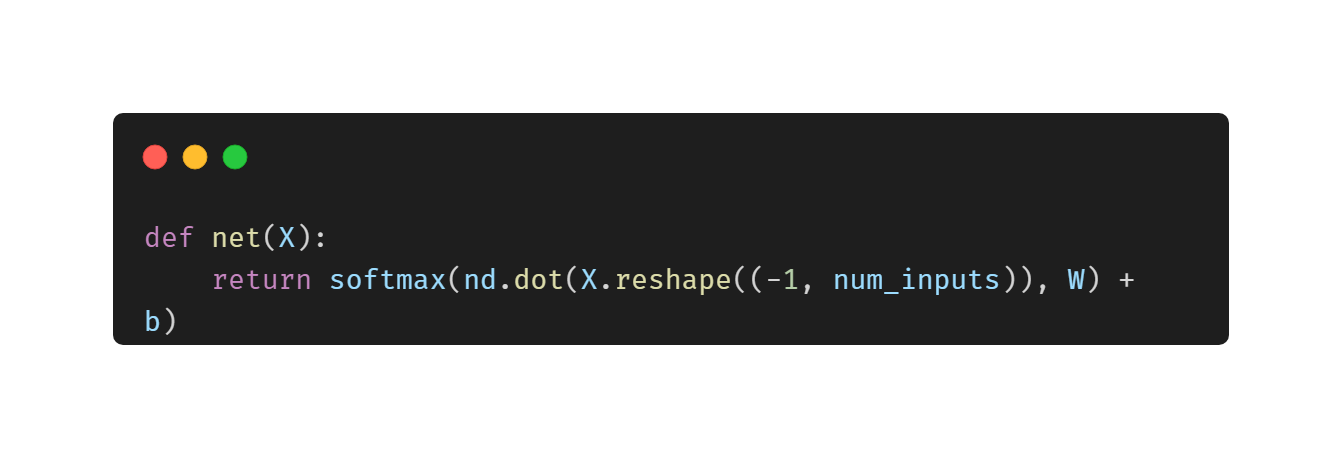 def net(X):
    return softmax(nd.dot(X.reshape((-1, num_inputs)), W) +
b)